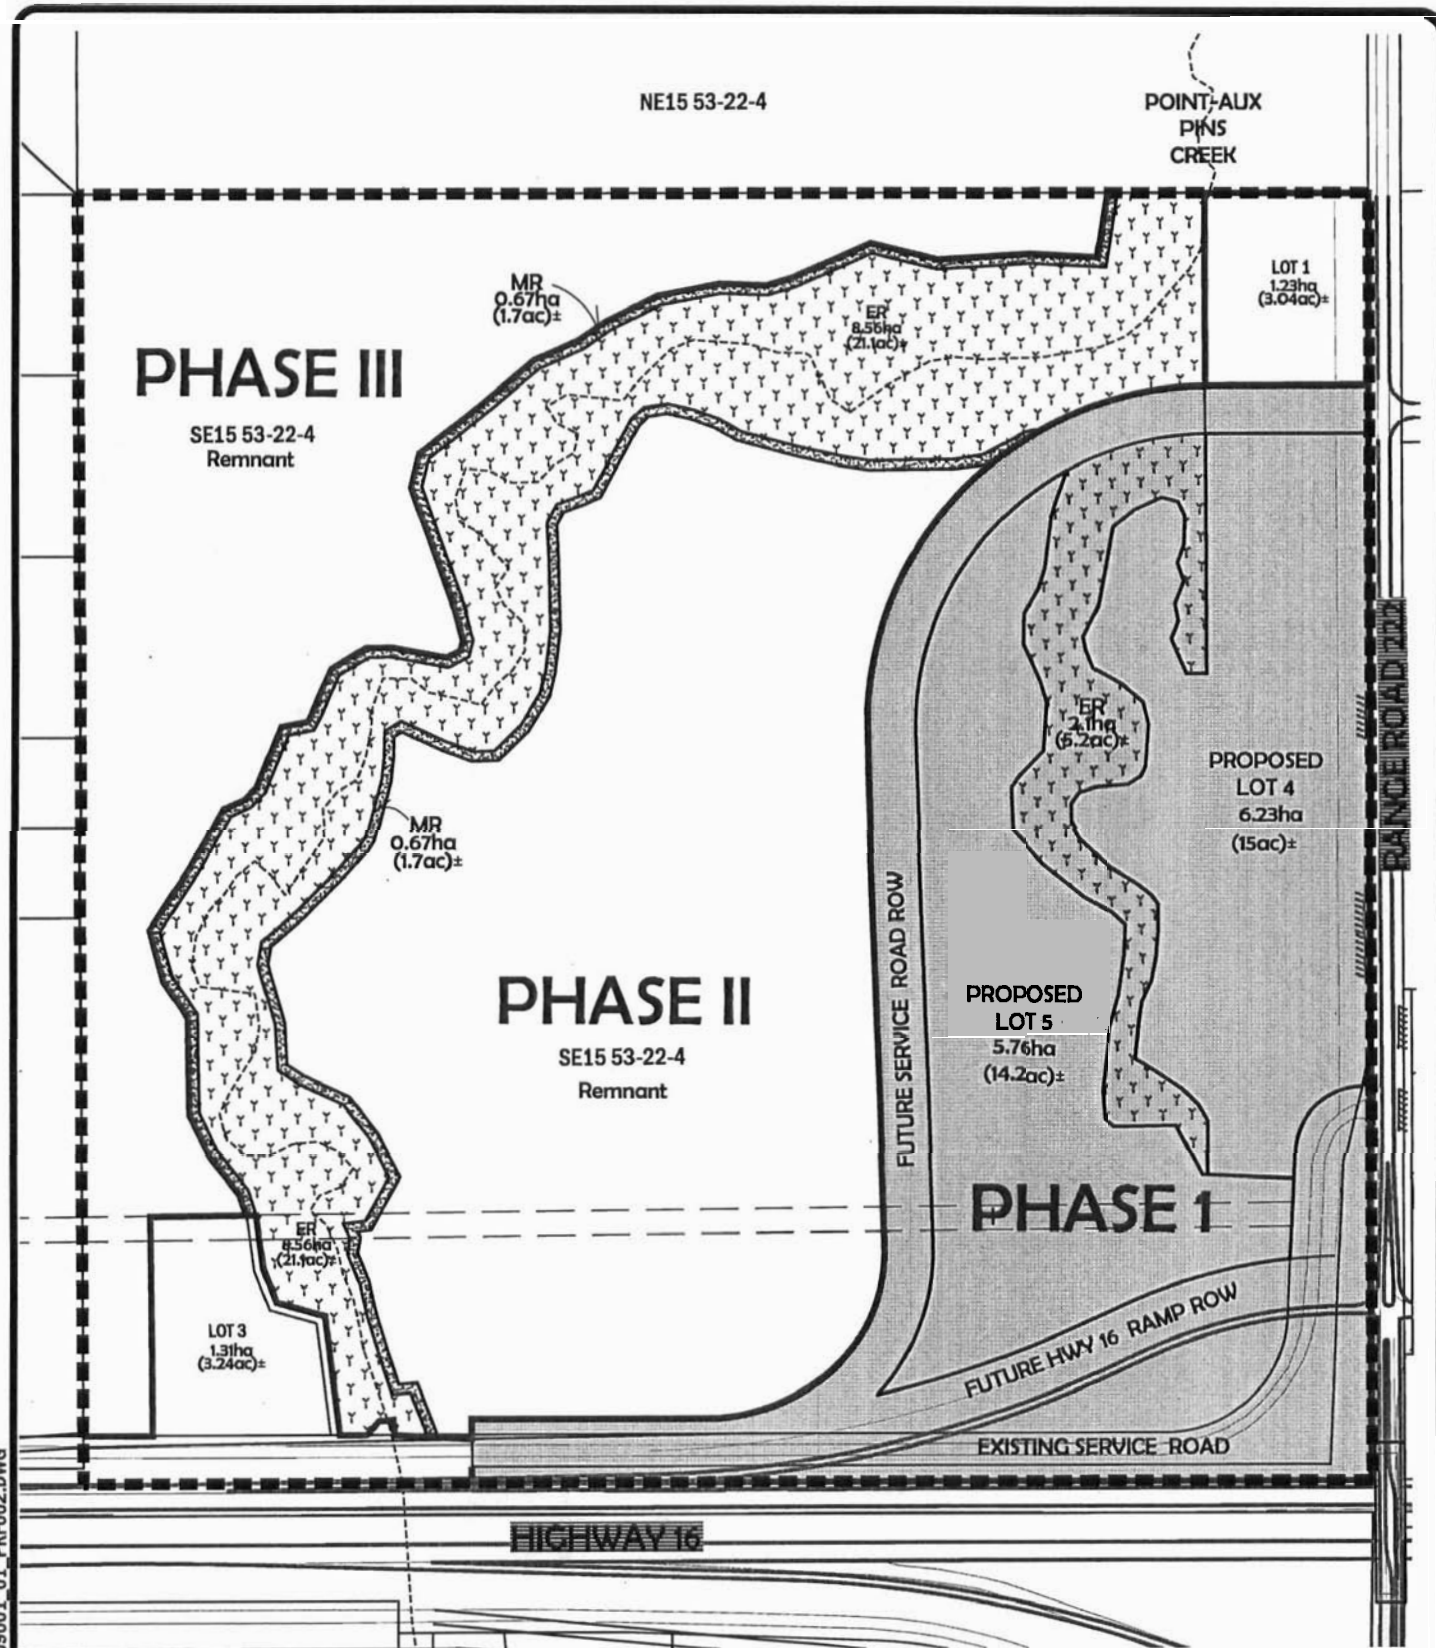 NE15 53-22-4
POINT-AUX
PINS
CREEK
LOT 1
1.23ha
(3.04ac)±
MR
0.67ha
(1.7ac)±
ER
8.56ha
(21.1ac)±
PHASE III
SE15 53-22-4
Remnant
RANGE ROAD 222
ER
2.1ha
(5.2ac)±
PROPOSED
LOT 4
6.23ha
(15ac)±
MR
0.67ha
(1.7ac)±
FUTURE SERVICE ROAD ROW
PHASE II
SE15 53-22-4
Remnant
PROPOSED
LOT 5
5.76ha
(14.2ac)±
PHASE 1
ER
8.56ha
(21.1ac)±
LOT 3
1.31ha
(3.24ac)±
FUTURE HWY 16 RAMP ROW
EXISTING SERVICE ROAD
HIGHWAY 16